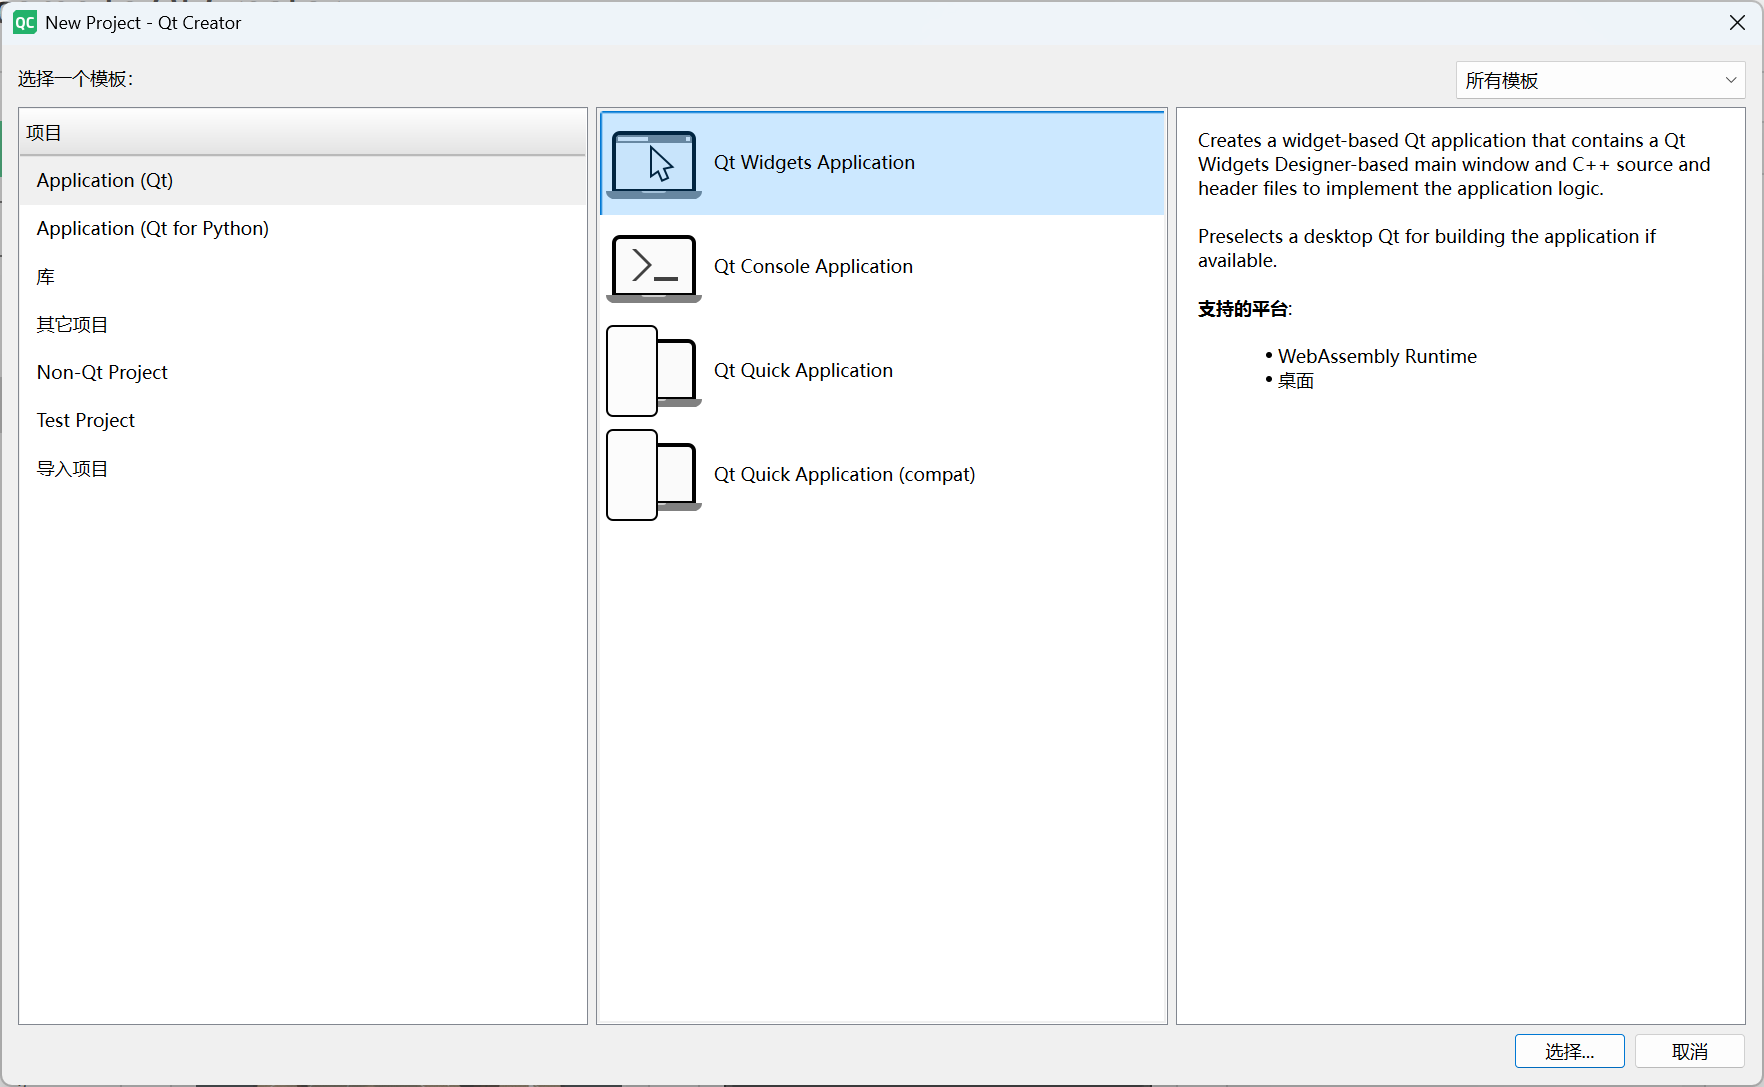 QC New Project - Qt Creator
选择一个模板:
所有模板
项目
Application (Qt)
Application (Qt for Python)
库
其它项目
Non-Qt Project
Test Project
导入项目
Qt Widgets Application
Qt Console Application
Qt Quick Application
Qt Quick Application (compat)
Creates a widget-based Qt application that contains a Qt
Widgets Designer-based main window and C++ source and
header files to implement the application logic.
Preselects a desktop Qt for building the application if
available.
支持的平台:
• WebAssembly Runtime
• 桌面
选择...
取消